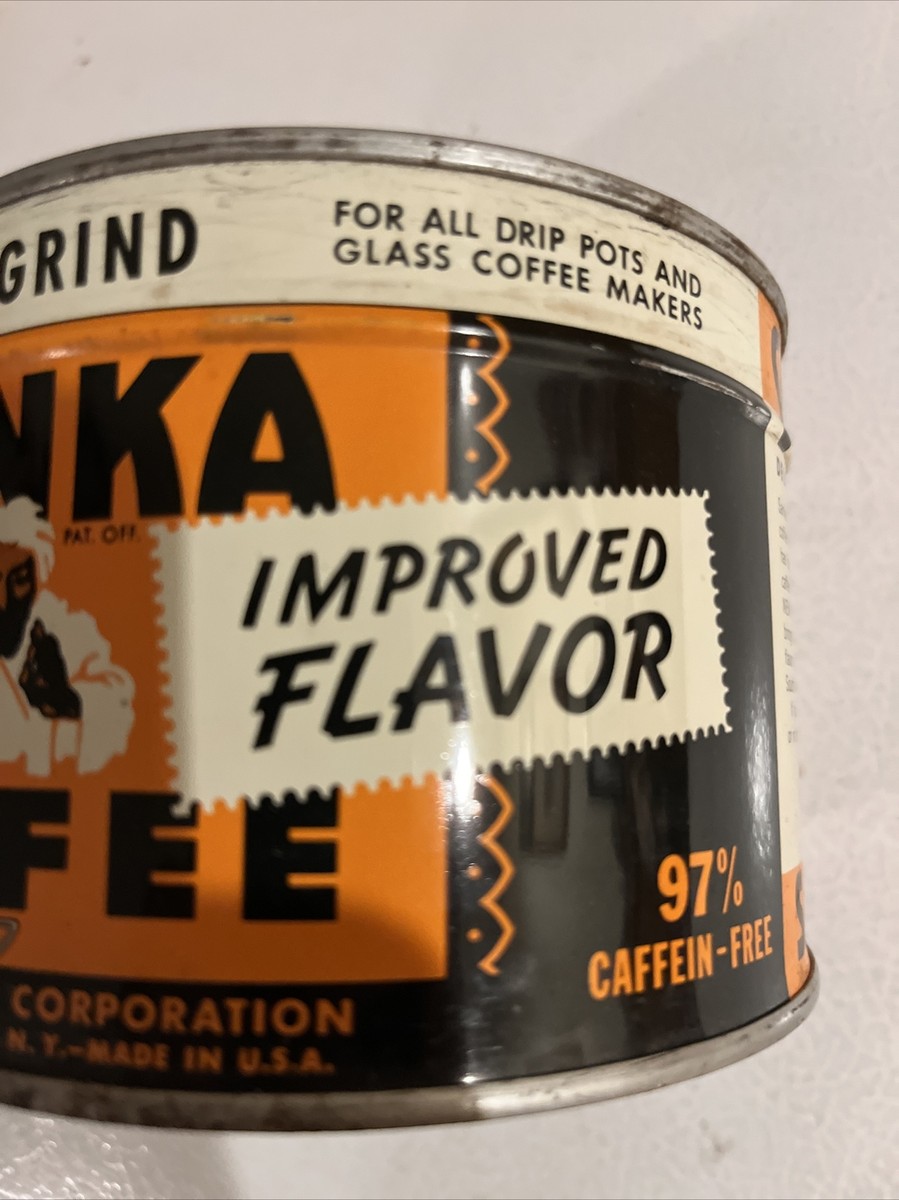 GRIND
FOR ALL DRIP POTS AND
GLASS COFFEE MAKERS
NKA
PAT. OFF.
IMPROVED
FLAVOR
FEE
97%
CAFFEIN-FREE
CORPORATION
N.Y.-MADE IN U.S.A.